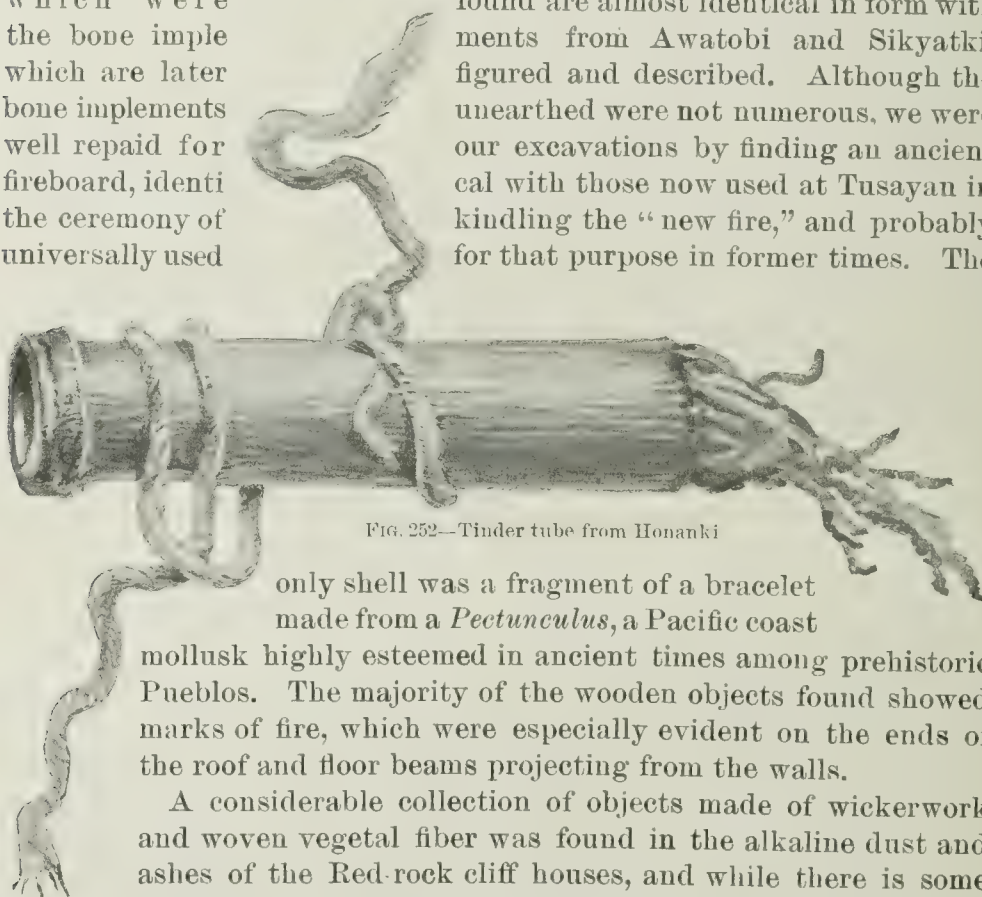 which were found are almost identical in form wit
the bone imple ments from Awatobi and Sikyatki
which are later figured and described. Although th
bone implements unearthed were not numerous, we wer
well repaid for our excavations by finding an ancien
fireboard, identi cal with those now used at Tusayan i
the ceremony of kindling the “new fire,” and probably
universally used for that purpose in former times. Th
FIG. 252—Tinder tube from Honanki
only shell was a fragment of a bracelet
made from a Pectunculus, a Pacific coast
mollusk highly esteemed in ancient times among prehistoric
Pueblos. The majority of the wooden objects found showed
marks of fire, which were especially evident on the ends o
the roof and floor beams projecting from the walls.
A considerable collection of objects made of wickerwork
and woven vegetal fiber was found in the alkaline dust and
ashes of the Red-rock cliff houses, and while there is some